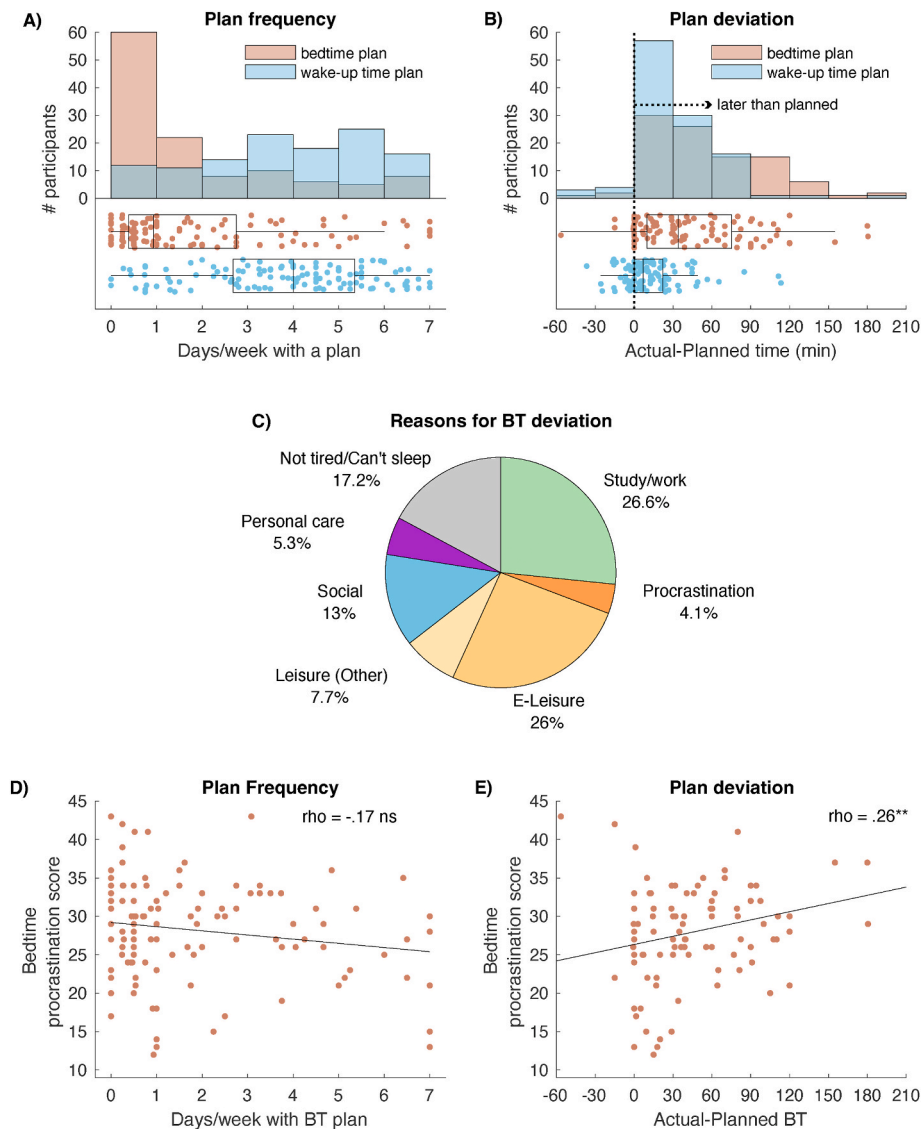 A)
Plan frequency
60
50
40
30
20
10
0
# participants
bedtime plan
wake-up time plan
0 1 2 3 4 5 6 7
Days/week with a plan
B)
Plan deviation
60
50
40
30
20
10
0
# participants
bedtime plan
wake-up time plan
later than planned
-60 -30 0 30 60 90 120 150 180 210
Actual-Planned time (min)
C)
Reasons for BT deviation
Not tired/Can't sleep
17.2%
Study/work
26.6%
Personal care
5.3%
Social
13%
Procrastination
4.1%
Leisure (Other)
7.7%
E-Leisure
26%
D)
Plan Frequency
rho = -.17 ns
45
40
35
30
25
20
15
10
Bedtime
procrastination score
0 1 2 3 4 5 6 7
Days/week with BT plan
E)
Plan deviation
rho = .26**
45
40
35
30
25
20
15
10
Bedtime
procrastination score
-60 -30 0 30 60 90 120 150 180 210
Actual-Planned BT